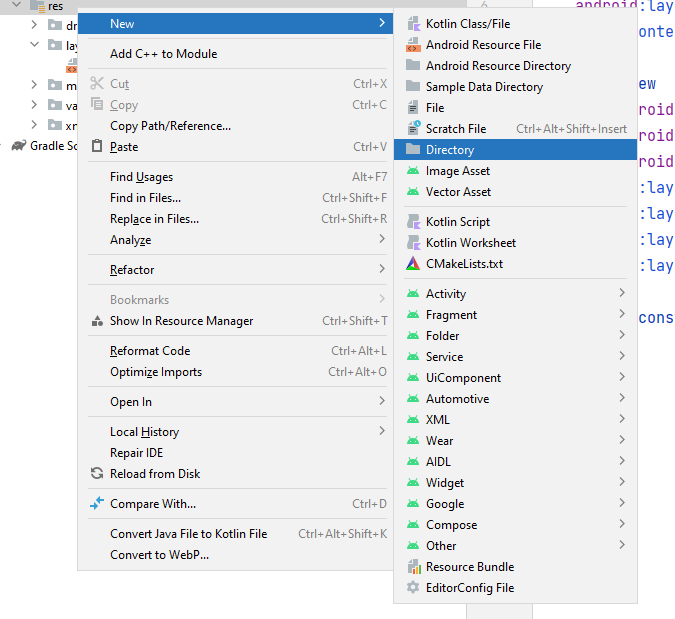 res
dr
lay
m
va
xn
Gradle Sc
New
Add C++ to Module
Cut Ctrl+X
Copy Ctrl+C
Copy Path/Reference...
Paste Ctrl+V
Find Usages Alt+F7
Find in Files... Ctrl+Shift+F
Replace in Files... Ctrl+Shift+R
Analyze
Refactor
Bookmarks
Show In Resource Manager Ctrl+Shift+T
Reformat Code Ctrl+Alt+L
Optimize Imports Ctrl+Alt+O
Open In
Local History
Repair IDE
Reload from Disk
Compare With... Ctrl+D
Convert Java File to Kotlin File Ctrl+Alt+Shift+K
Convert to WebP...
Kotlin Class/File
Android Resource File
Android Resource Directory
Sample Data Directory
File
Scratch File Ctrl+Alt+Shift+Insert
Directory
Image Asset
Vector Asset
Kotlin Script
Kotlin Worksheet
CMakeLists.txt
Activity
Fragment
Folder
Service
UiComponent
Automotive
XML
Wear
AIDL
Widget
Google
Compose
Other
Resource Bundle
EditorConfig File
android:lay
onte
ew
roid
roid
roid
:lay
:lay
:lay
:lay
cons